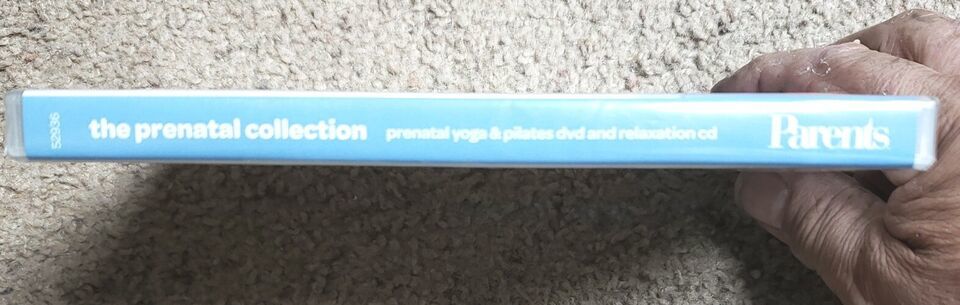 52936
the prenatal collection prenatal yoga & pilates dvd and relaxation cd Parents